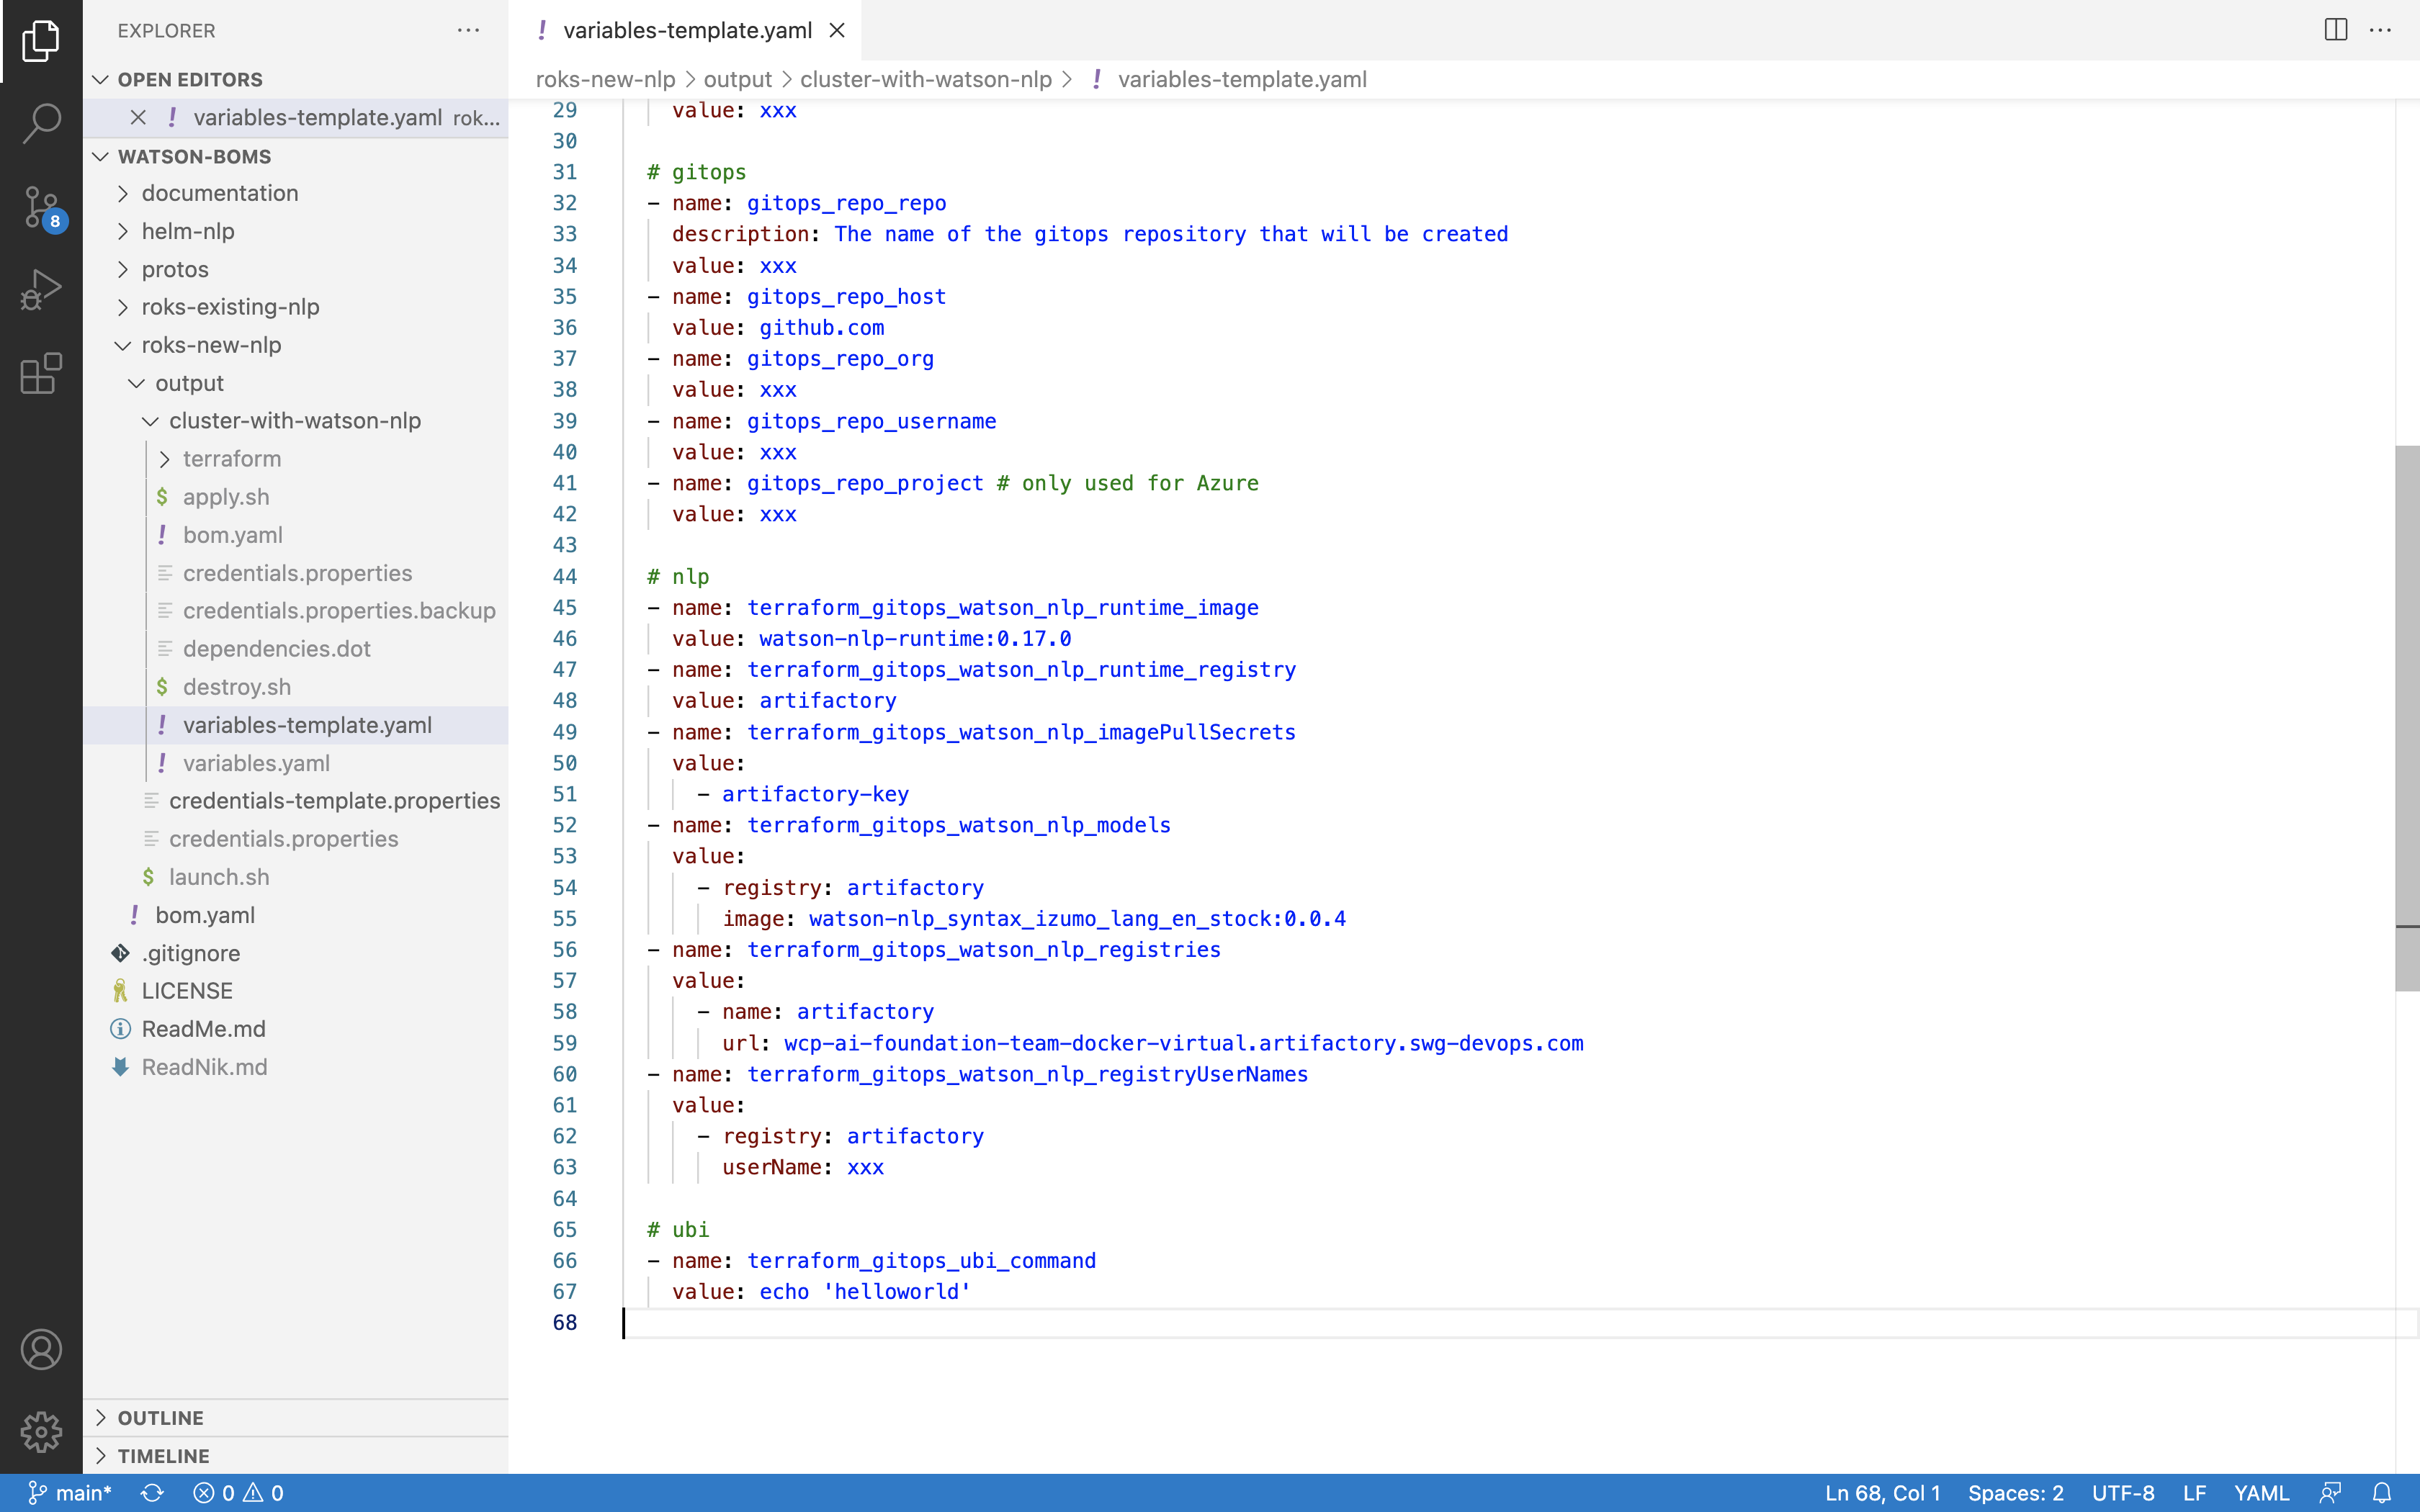 EXPLORER
OPEN EDITORS
variables-template.yaml rok...
WATSON-BOMS
documentation
helm-nlp
protos
roks-existing-nlp
roks-new-nlp
output
cluster-with-watson-nlp
terraform
$ apply.sh
! bom.yaml
credentials.properties
credentials.properties.backup
dependencies.dot
$ destroy.sh
! variables-template.yaml
! variables.yaml
credentials-template.properties
credentials.properties
$ launch.sh
! bom.yaml
.gitignore
LICENSE
ReadMe.md
ReadNik.md
OUTLINE
TIMELINE
8
! variables-template.yaml
roks-new-nlp > output > cluster-with-watson-nlp > ! variables-template.yaml
29 value: xxx
30
31 # gitops
32 - name: gitops_repo_repo
33 description: The name of the gitops repository that will be created
34 value: xxx
35 - name: gitops_repo_host
36 value: github.com
37 - name: gitops_repo_org
38 value: xxx
39 - name: gitops_repo_username
40 value: xxx
41 - name: gitops_repo_project # only used for Azure
42 value: xxx
43
44 # nlp
45 - name: terraform_gitops_watson_nlp_runtime_image
46 value: watson-nlp-runtime:0.17.0
47 - name: terraform_gitops_watson_nlp_runtime_registry
48 value: artifactory
49 - name: terraform_gitops_watson_nlp_imagePullSecrets
50 value:
51 - artifactory-key
52 - name: terraform_gitops_watson_nlp_models
53 value:
54 - registry: artifactory
55 image: watson-nlp_syntax_izumo_lang_en_stock:0.0.4
56 - name: terraform_gitops_watson_nlp_registries
57 value:
58 - name: artifactory
59 url: wcp-ai-foundation-team-docker-virtual.artifactory.swg-devops.com
60 - name: terraform_gitops_watson_nlp_registryUserNames
61 value:
62 - registry: artifactory
63 userName: xxx
64
65 # ubi
66 - name: terraform_gitops_ubi_command
67 value: echo 'helloworld'
68
main* 0 0 Ln 68, Col 1 Spaces: 2 UTF-8 LF YAML